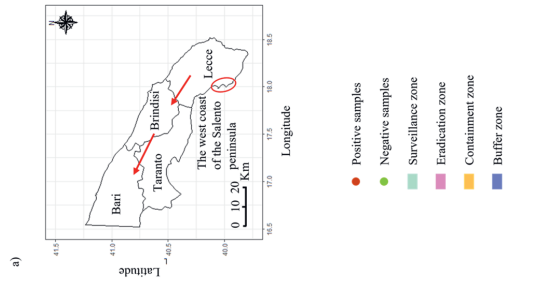 a)
N
41.5
41.0
40.5
40.0
Latitude
Bari
Taranto
Brindisi
Lecce
The west coast
of the Salento
peninsula
0 10 20
Km
16.5
17.0
17.5
18.0
18.5
Longitude
Positive samples
Negative samples
Surveillance zone
Eradication zone
Containment zone
Buffer zone